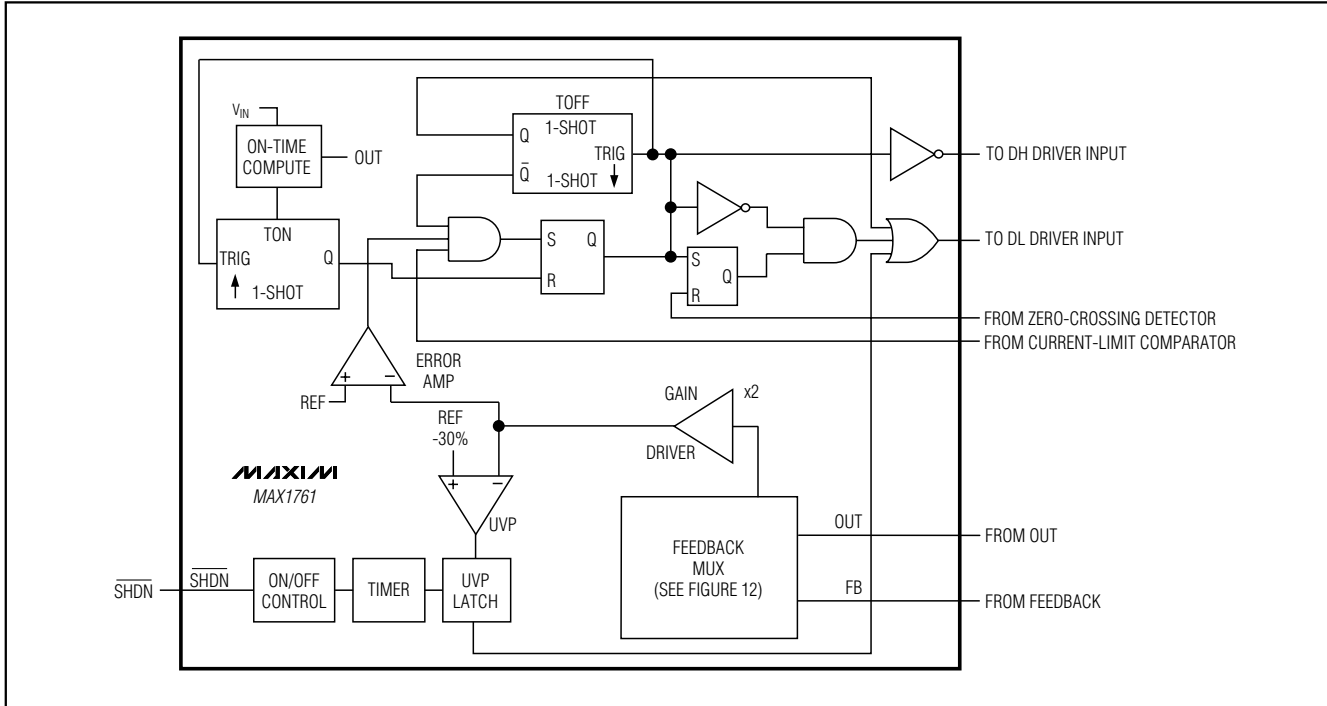 TOFF
1-SHOT
Q
TRIG
Q̄
1-SHOT
VIN
ON-TIME
COMPUTE
OUT
TO DH DRIVER INPUT
TON
TRIG
Q
1-SHOT
S
Q
R
S
Q
R
TO DL DRIVER INPUT
FROM ZERO-CROSSING DETECTOR
FROM CURRENT-LIMIT COMPARATOR
ERROR
AMP
+
−
REF
REF
-30%
GAIN
x2
DRIVER
MAXIM
MAX1761
+
−
UVP
FEEDBACK
MUX
(SEE FIGURE 12)
OUT
FROM OUT
FB
FROM FEEDBACK
S̅H̅D̅N̅
S̅H̅D̅N̅
ON/OFF
CONTROL
TIMER
UVP
LATCH